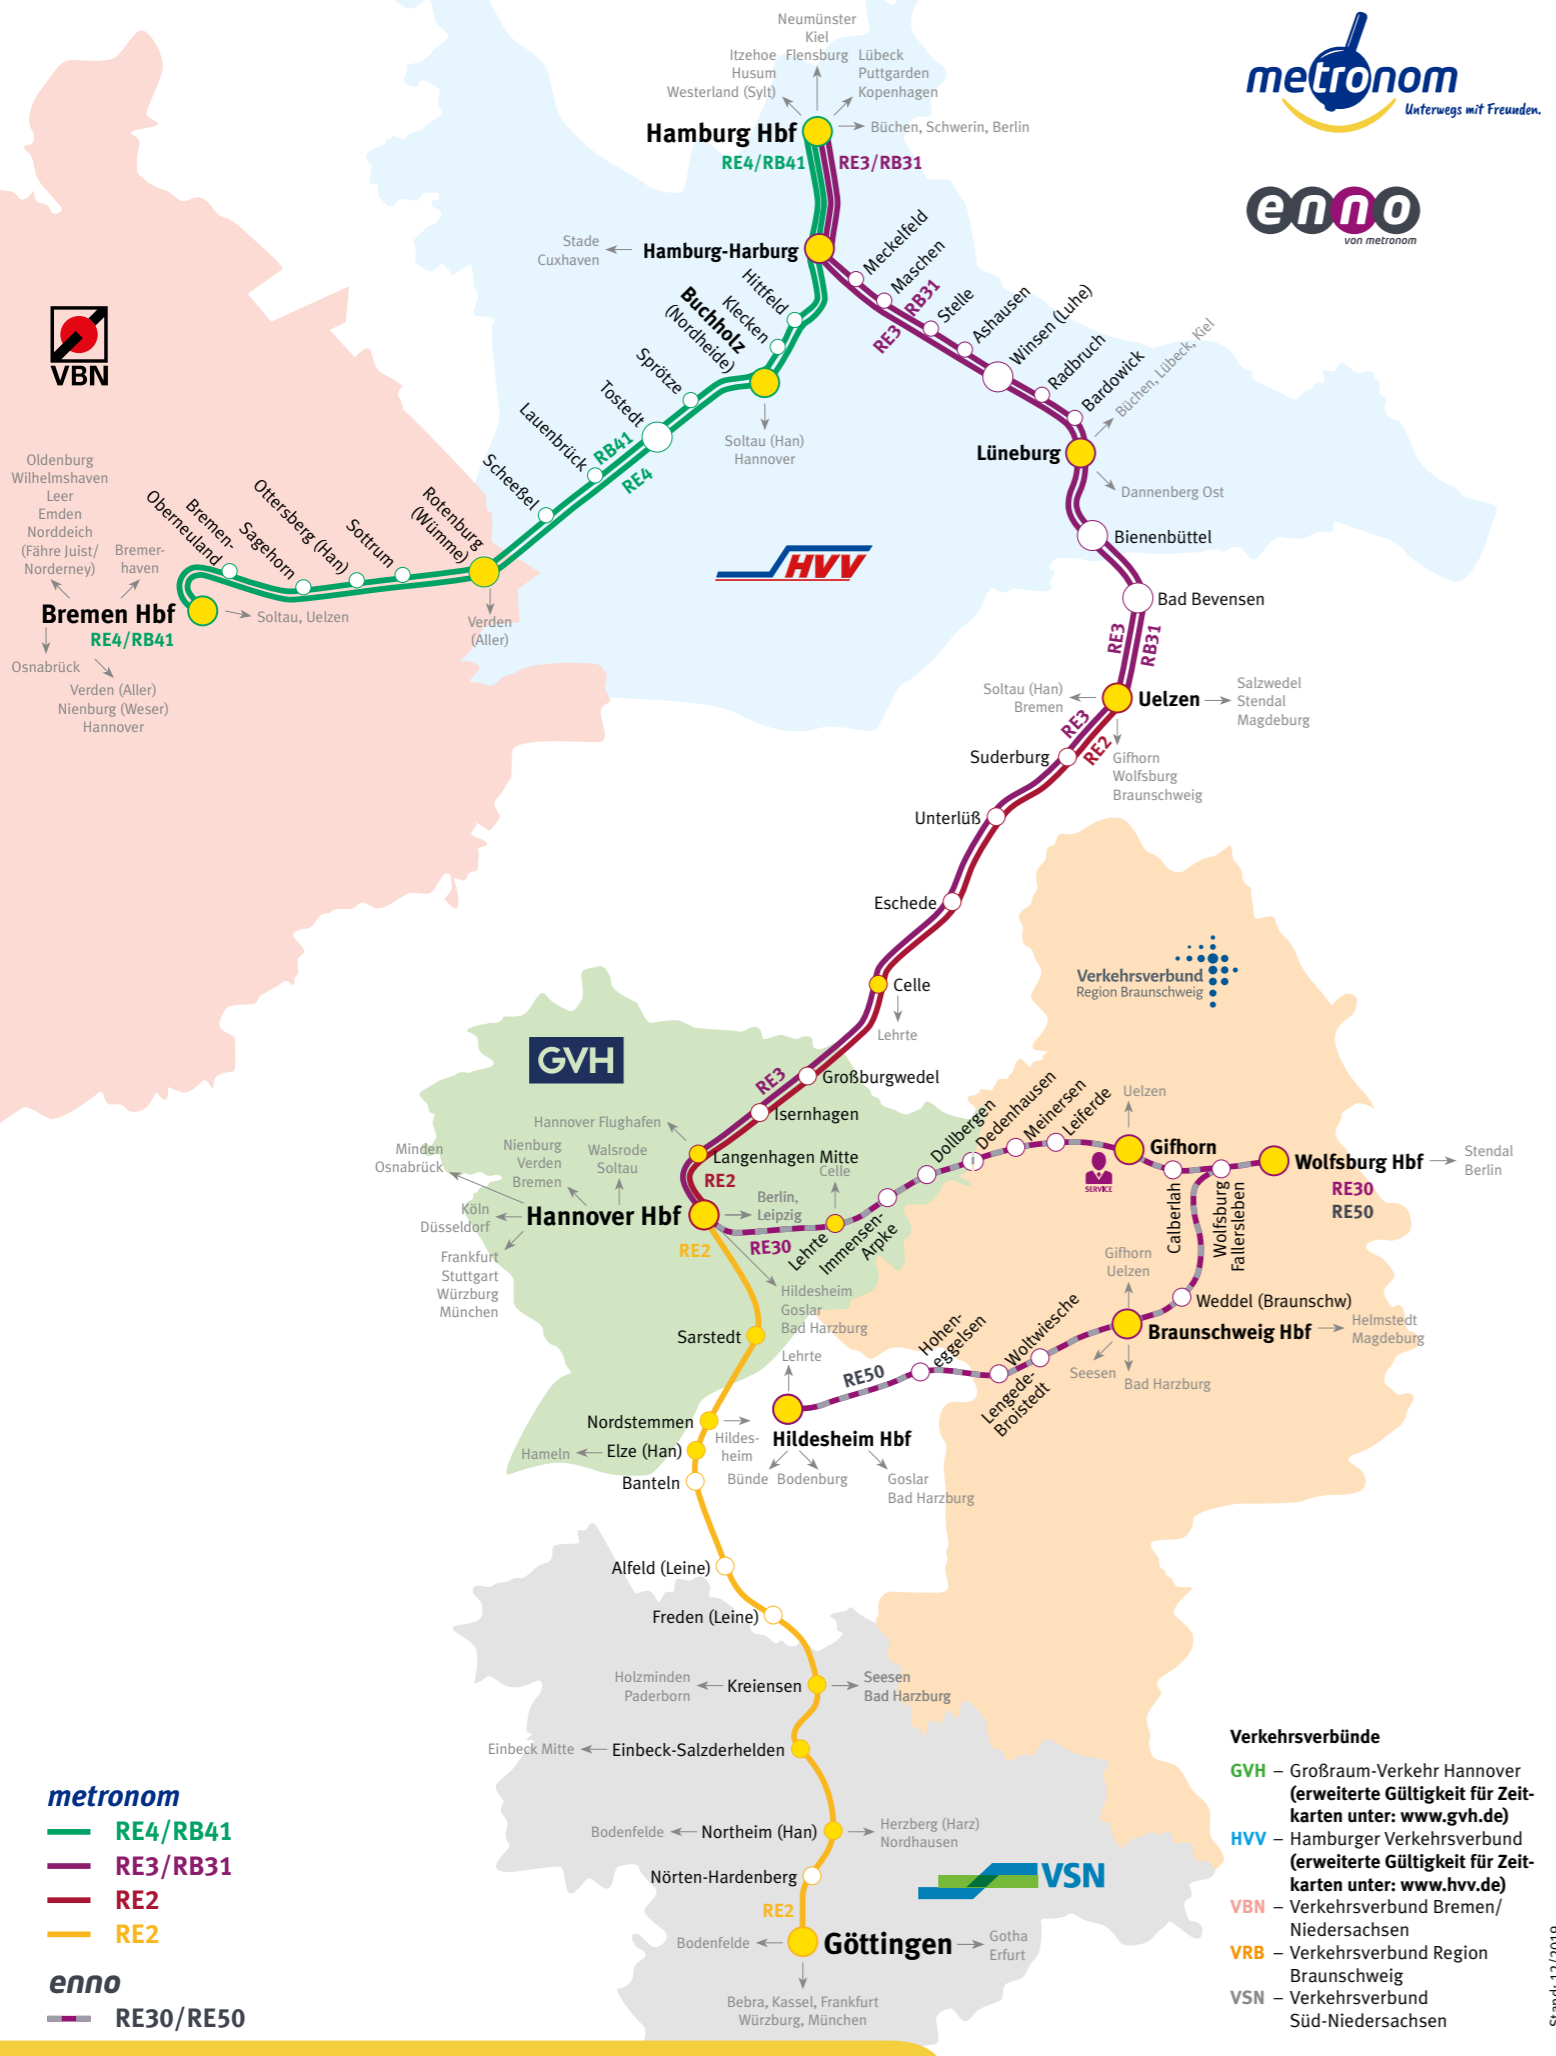 Neumünster
Kiel
Flensburg
Itzehoe
Husum
Westerland (Sylt)
Lübeck
Puttgarden
Kopenhagen
metronom
Unterwegs mit Freunden.
Hamburg Hbf
Büchen, Schwerin, Berlin
RE4/RB41
RE3/RB31
enno
von metronom
Stade
Cuxhaven
Hamburg-Harburg
Meckelfeld
Maschen
RE3
RB31
Stelle
Ashausen
Winsen (Luhe)
Radbruch
Bardowick
Büchen, Lübeck, Kiel
Hittfeld
Klecken
Buchholz
(Nordheide)
Sprötze
Tostedt
Lauenbrück
RB41
RE4
Scheeßel
Rotenburg
(Wümme)
Soltau (Han)
Hannover
Lüneburg
Dannenberg Ost
VBN
Oldenburg
Wilhelmshaven
Leer
Emden
Norddeich
(Fähre Juist/
Norderney)
Bremer-
haven
Bremen-
Oberneuland
Sagehorn
Ottersberg (Han)
Sottrum
Bremen Hbf
RE4/RB41
Soltau, Uelzen
Verden
(Aller)
Osnabrück
Verden (Aller)
Nienburg (Weser)
Hannover
HVV
Bienenbüttel
Bad Bevensen
RE3
RB31
Soltau (Han)
Bremen
Uelzen
Salzwedel
Stendal
Magdeburg
RE3
RE2
Gifhorn
Wolfsburg
Braunschweig
Suderburg
Unterlüß
Eschede
Celle
Lehrte
Verkehrsverbund
Region Braunschweig
GVH
RE3
Großburgwedel
Isernhagen
Langenhagen Mitte
Hannover Flughafen
Minden
Osnabrück
Nienburg
Verden
Bremen
Walsrode
Soltau
RE2
Celle
Berlin,
Leipzig
Köln
Düsseldorf
Hannover Hbf
Frankfurt
Stuttgart
Würzburg
München
RE2
RE30
Lehrte
Immensen-
Arpke
Dollbergen
Dedenhausen
Meinersen
Leiferde
Uelzen
Gifhorn
SERVICE
Wolfsburg Hbf
RE30
RE50
Stendal
Berlin
Calberlah
Wolfsburg
Fallersleben
Hildesheim
Goslar
Bad Harzburg
Gifhorn
Uelzen
Weddel (Braunschw)
Braunschweig Hbf
Helmstedt
Magdeburg
Seesen
Bad Harzburg
Sarstedt
Lehrte
RE50
Hohen-
eggelsen
Woltwiesche
Lengede-
Broistedt
Hildesheim Hbf
Bünde
Bodenburg
Goslar
Bad Harzburg
Nordstemmen
Hildes-
heim
Hameln
Elze (Han)
Banteln
Alfeld (Leine)
Freden (Leine)
Holzminden
Paderborn
Kreiensen
Seesen
Bad Harzburg
Einbeck Mitte
Einbeck-Salzderhelden
Bodenfelde
Northeim (Han)
Herzberg (Harz)
Nordhausen
Nörten-Hardenberg
VSN
RE2
Bodenfelde
Göttingen
Gotha
Erfurt
Bebra, Kassel, Frankfurt
Würzburg, München
metronom
RE4/RB41
RE3/RB31
RE2
RE2
enno
RE30/RE50
Verkehrsverbünde
GVH – Großraum-Verkehr Hannover
(erweiterte Gültigkeit für Zeit-
karten unter: www.gvh.de)
HVV – Hamburger Verkehrsverbund
(erweiterte Gültigkeit für Zeit-
karten unter: www.hvv.de)
VBN – Verkehrsverbund Bremen/
Niedersachsen
VRB – Verkehrsverbund Region
Braunschweig
VSN – Verkehrsverbund
Süd-Niedersachsen
Stand: 12/2019